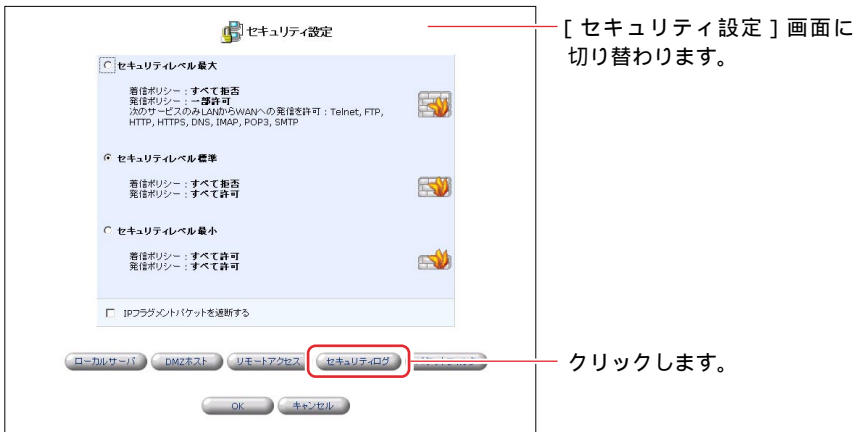 セキュリティ設定
[ セキュリティ設定 ] 画面に
切り替わります。
セキュリティレベル最大
着信ポリシー : すべて拒否
発信ポリシー : 一部許可
次のサービスのみLANからWANへの発信を許可 : Telnet, FTP,
HTTP, HTTPS, DNS, IMAP, POP3, SMTP
セキュリティレベル標準
着信ポリシー : すべて拒否
発信ポリシー : すべて許可
セキュリティレベル最小
着信ポリシー : すべて許可
発信ポリシー : すべて許可
IPフラグメントパケットを遮断する
ローカルサーバ DMZホスト リモートアクセス セキュリティログ
クリックします。
OK キャンセル